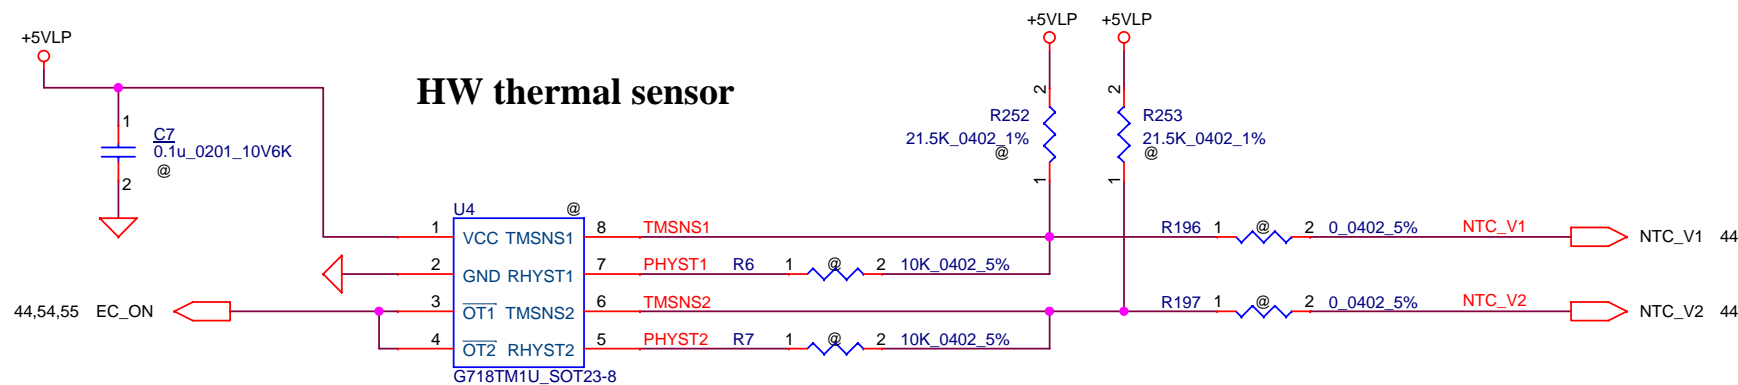 +5VLP
+5VLP +5VLP
HW thermal sensor
1
C7
0.1u_0201_10V6K
@
2
2
R252
21.5K_0402_1%
@
1
2
R253
21.5K_0402_1%
@
1
U4 @
1 VCC TMSNS1 8 TMSNS1 R196 1 @ 2 0_0402_5% NTC_V1 NTC_V1 44
2 GND RHYST1 7 PHYST1 R6 1 @ 2 10K_0402_5%
44,54,55 EC_ON 3 OT1 TMSNS2 6 TMSNS2 R197 1 @ 2 0_0402_5% NTC_V2 NTC_V2 44
4 OT2 RHYST2 5 PHYST2 R7 1 @ 2 10K_0402_5%
G718TM1U_SOT23-8